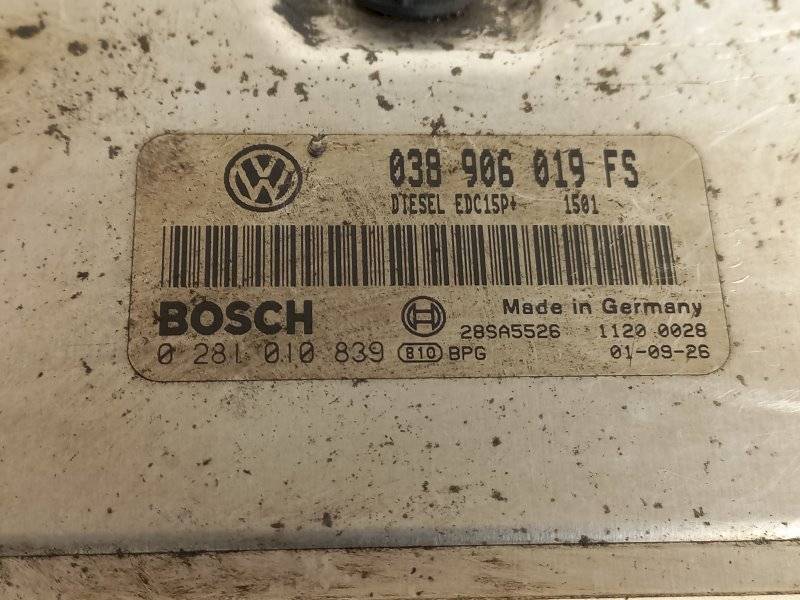 038 906 019 FS
DIESEL EDC15P+ 1501
BOSCH Made in Germany
28SA5526 1120 0028
0 281 010 839 810 BPG 01-09-26